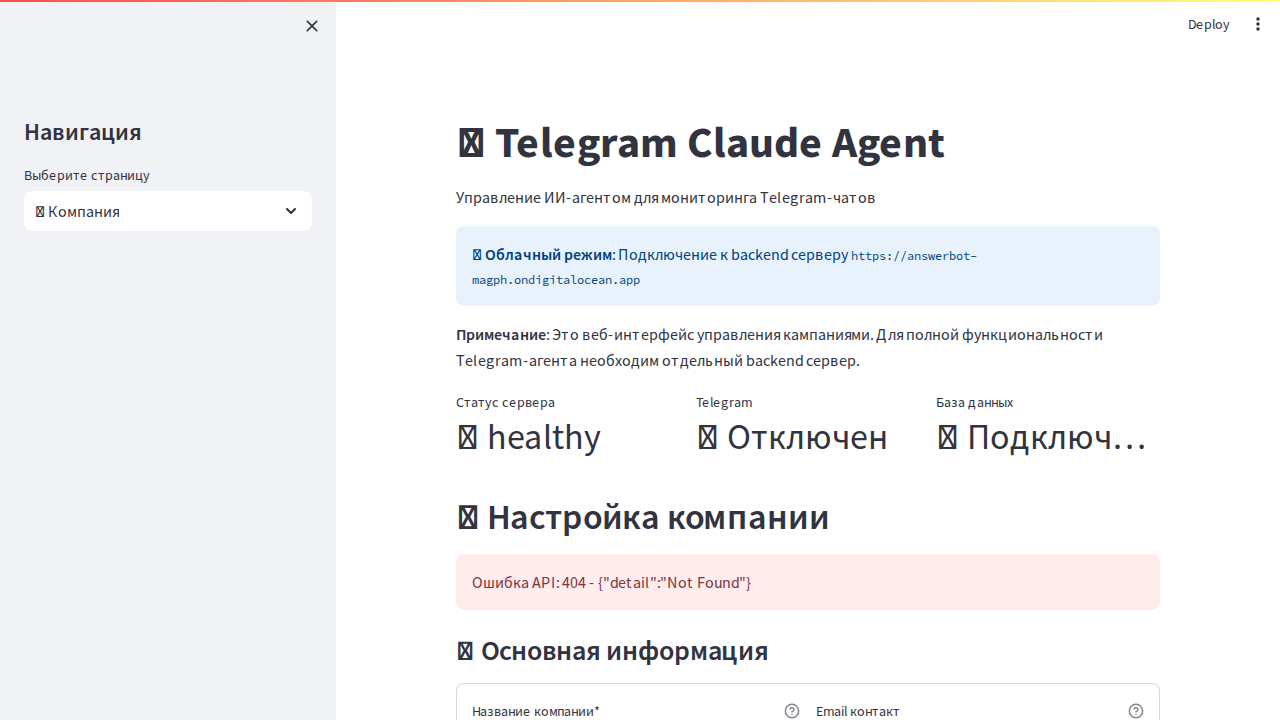 Deploy
Навигация
Выберите страницу
Компания
Telegram Claude Agent
Управление ИИ-агентом для мониторинга Telegram-чатов
Облачный режим: Подключение к backend серверу https://answerbot-
magph.ondigitalocean.app
Примечание: Это веб-интерфейс управления кампаниями. Для полной функциональности
Telegram-агента необходим отдельный backend сервер.
Статус сервера
healthy
Telegram
Отключен
База данных
Подключ...
Настройка компании
Ошибка API: 404 - {"detail":"Not Found"}
Основная информация
Название компании*
Email контакт